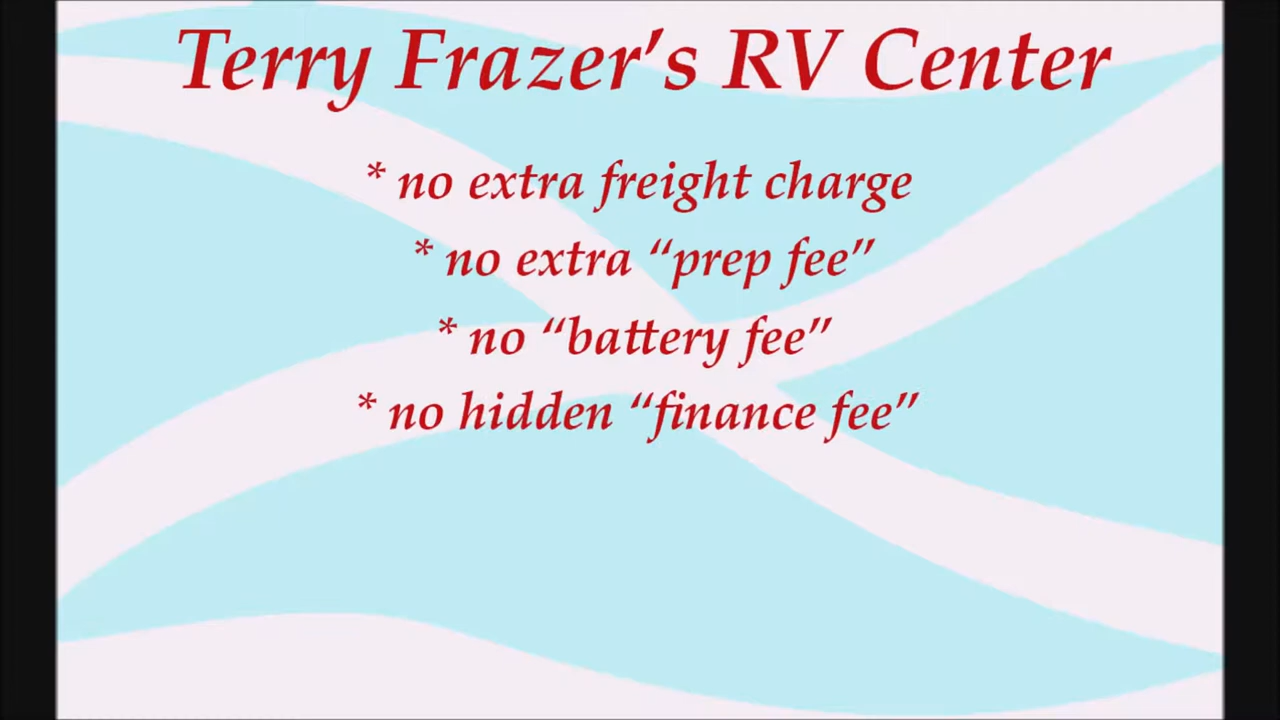 Terry Frazer’s RV Center
* no extra freight charge
* no extra “prep fee”
* no “battery fee”
* no hidden “finance fee”